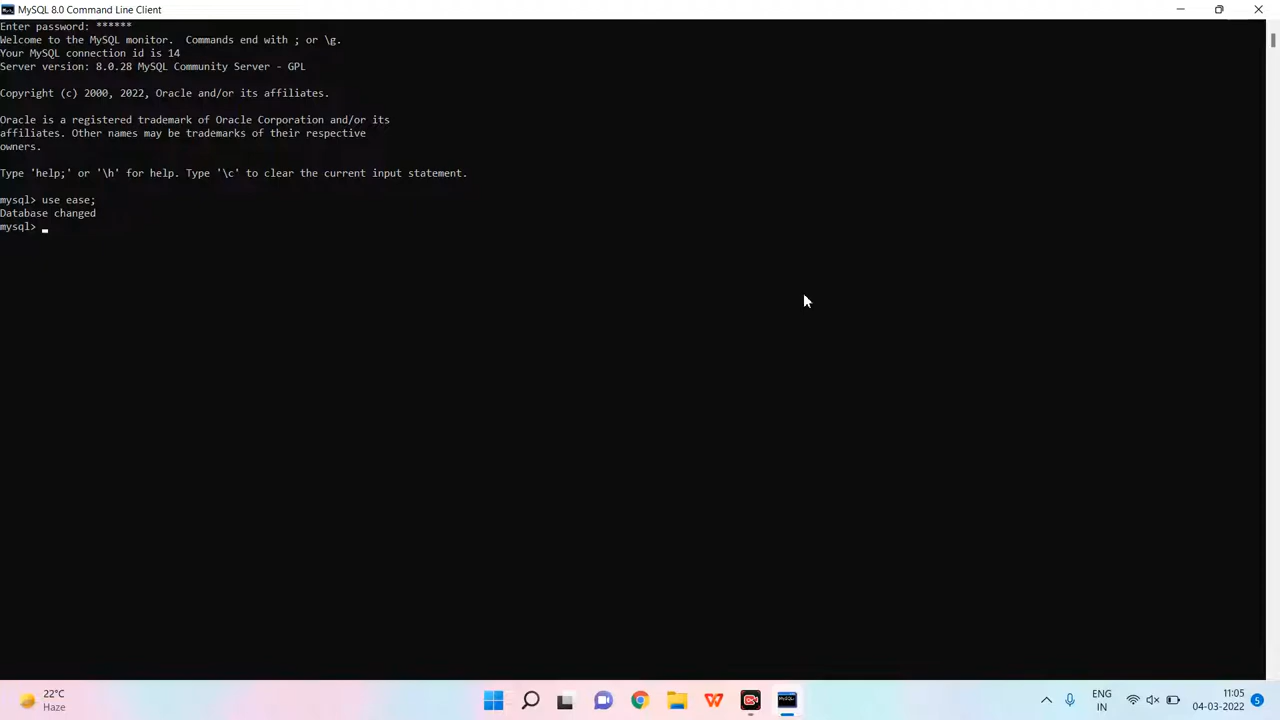 MySQL 8.0 Command Line Client
Enter password: ******
Welcome to the MySQL monitor.  Commands end with ; or \g.
Your MySQL connection id is 14
Server version: 8.0.28 MySQL Community Server - GPL
Copyright (c) 2000, 2022, Oracle and/or its affiliates.
Oracle is a registered trademark of Oracle Corporation and/or its
affiliates. Other names may be trademarks of their respective
owners.
Type 'help;' or '\h' for help. Type '\c' to clear the current input statement.
mysql> use ease;
Database changed
mysql>
22°C
Haze
ENG
IN
11:05
04-03-2022
5